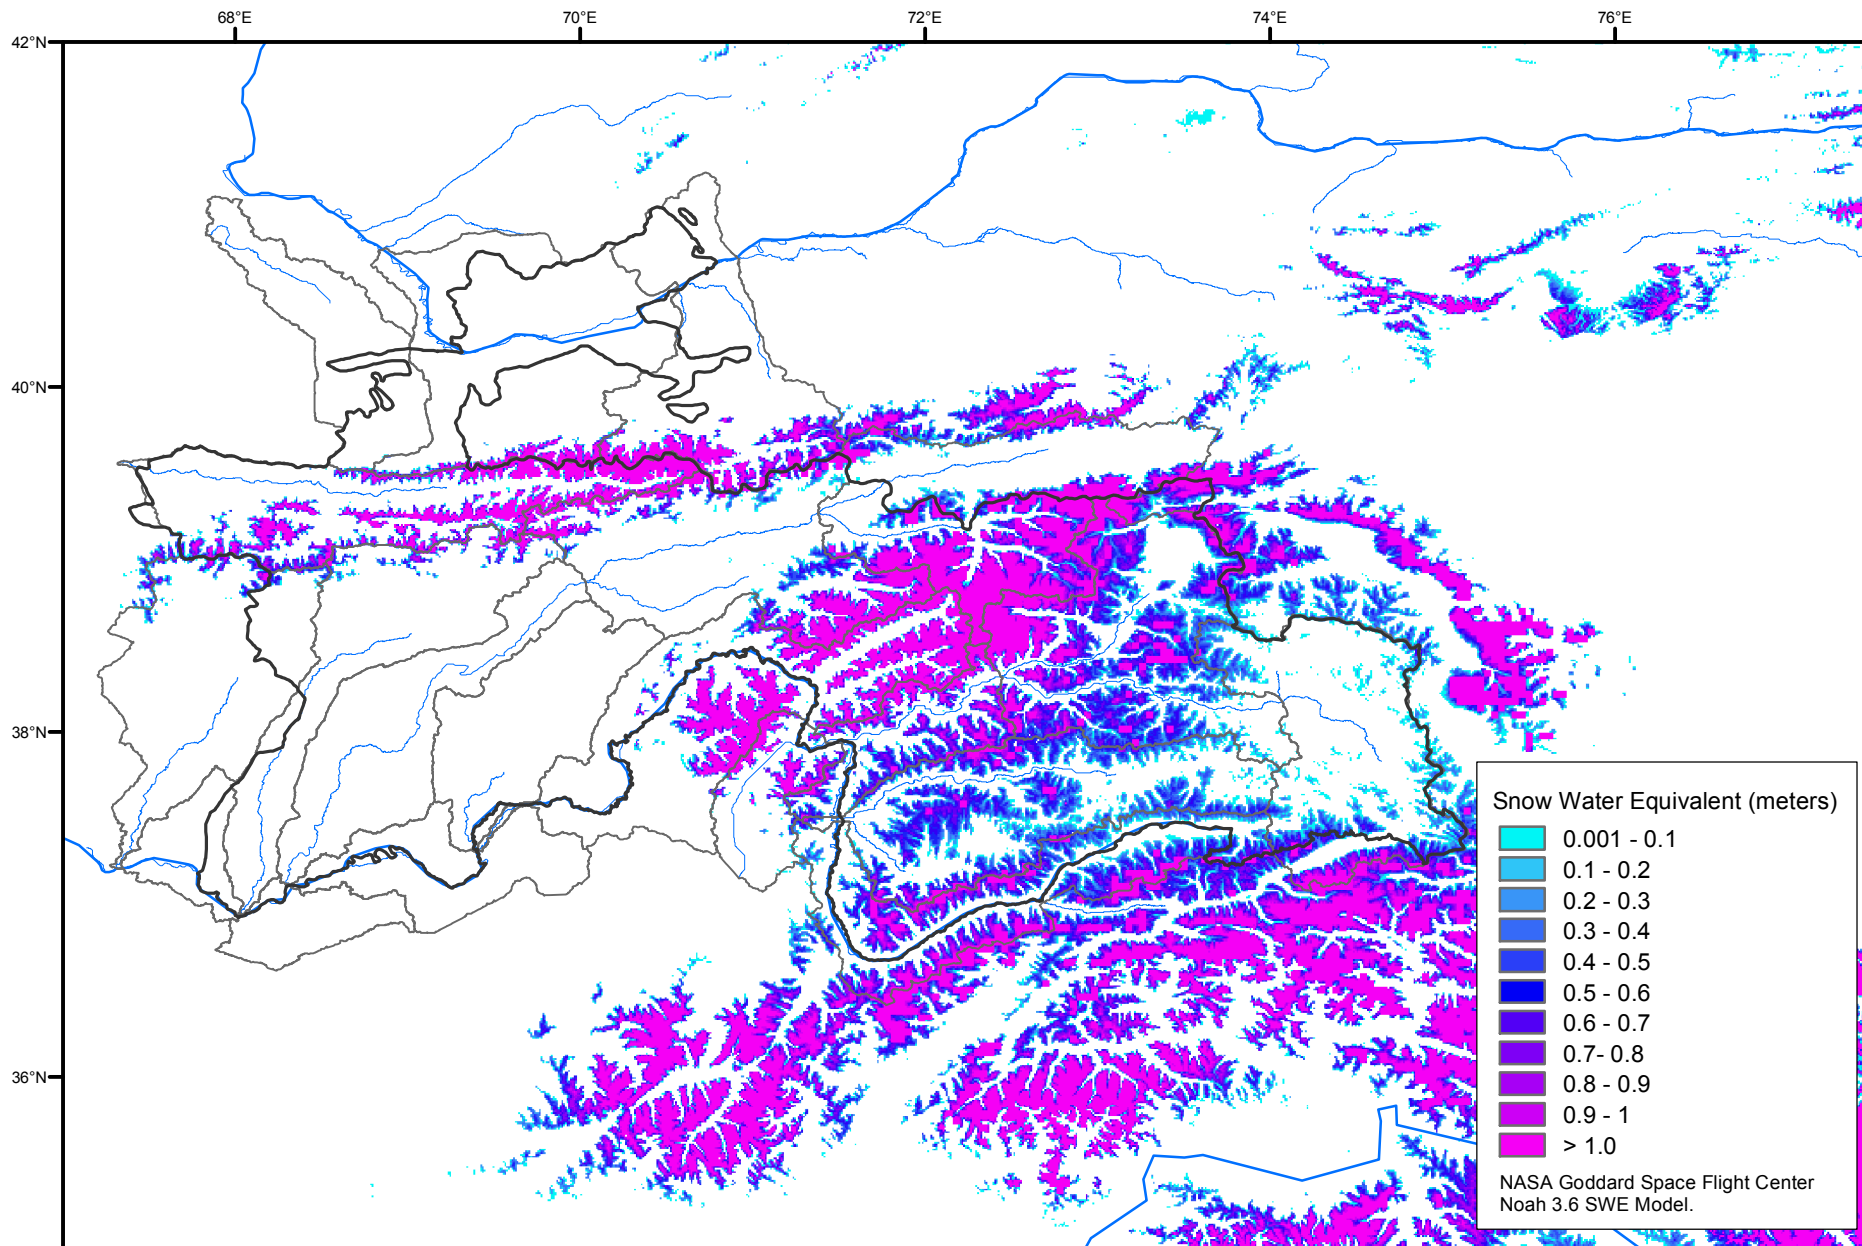 68°E
70°E
72°E
74°E
76°E
42°N
40°N
38°N
36°N
Snow Water Equivalent (meters)
0.001 - 0.1
0.1 - 0.2
0.2 - 0.3
0.3 - 0.4
0.4 - 0.5
0.5 - 0.6
0.6 - 0.7
0.7- 0.8
0.8 - 0.9
0.9 - 1
> 1.0
NASA Goddard Space Flight Center
Noah 3.6 SWE Model.